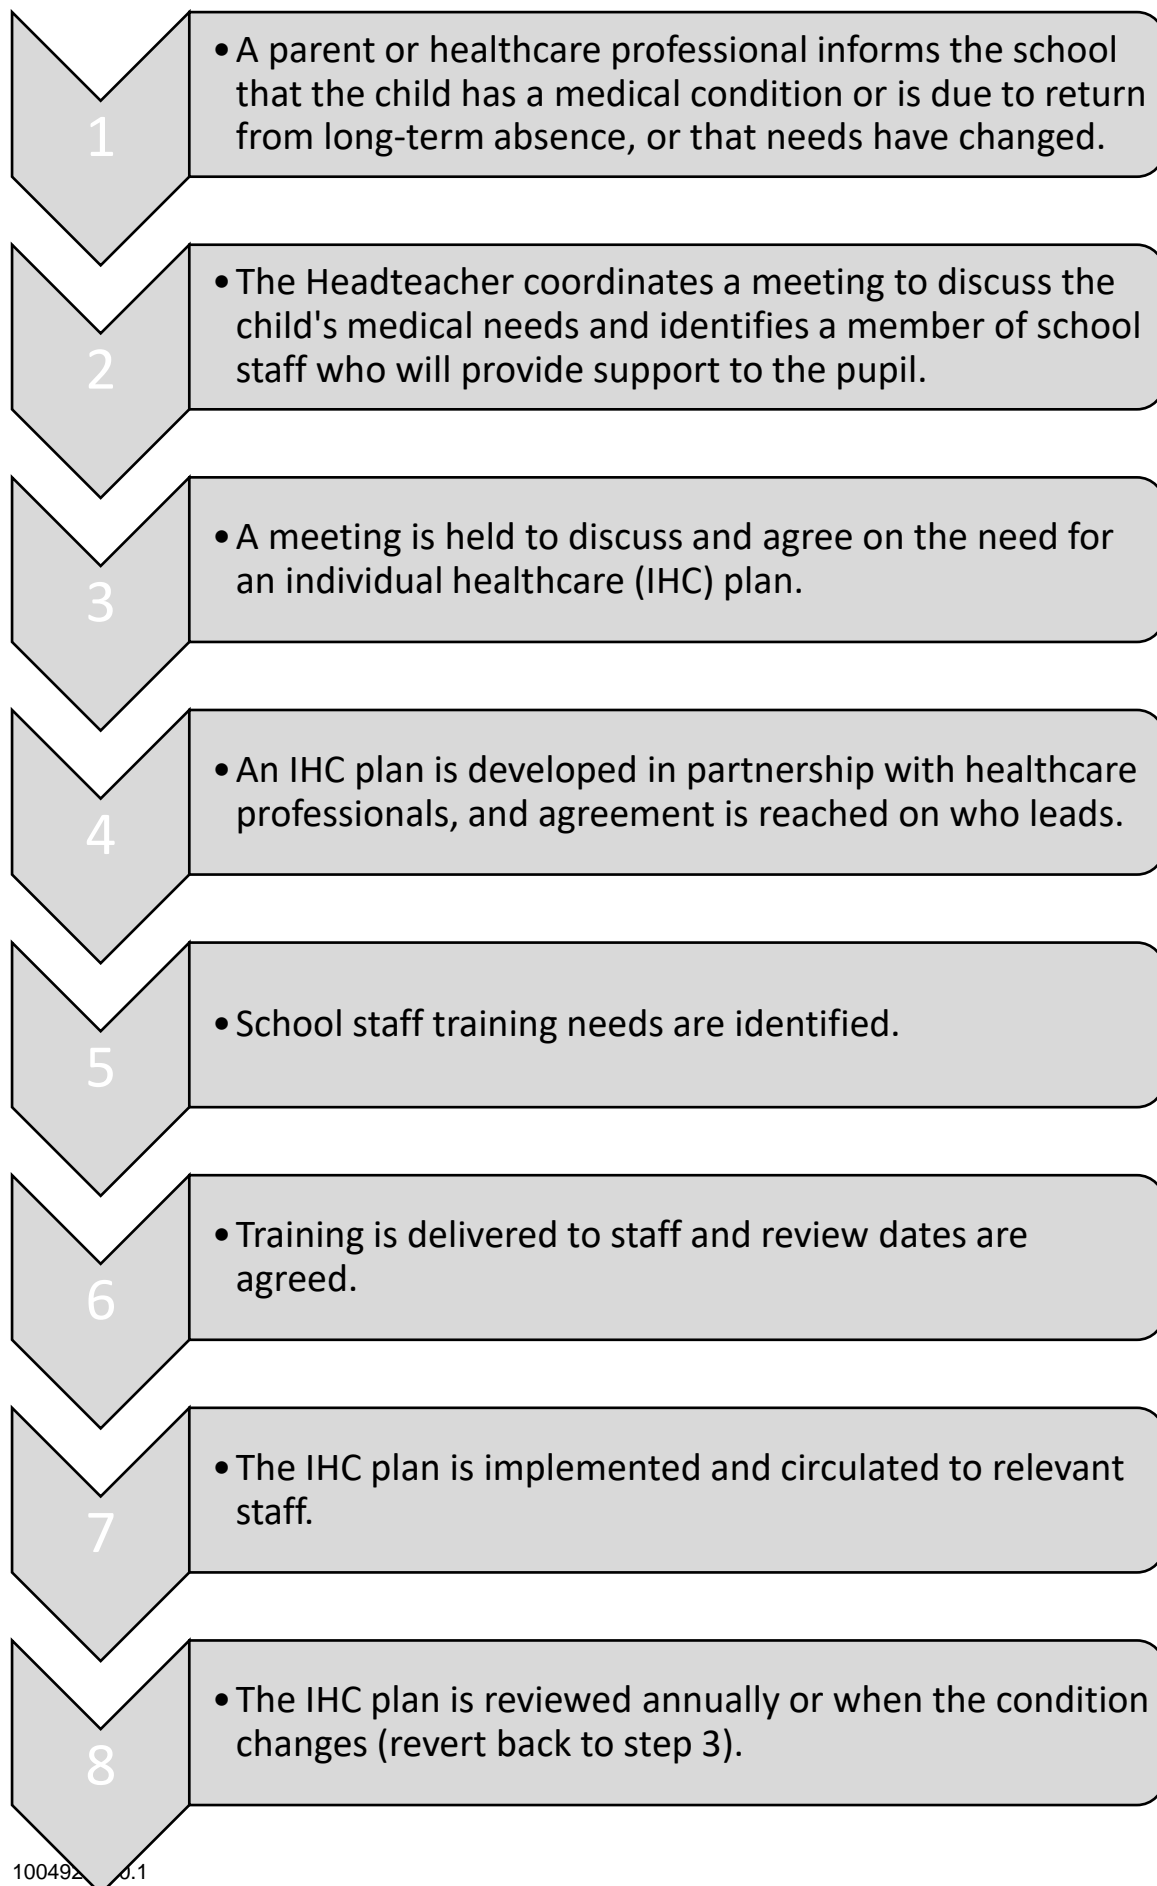 1
• A parent or healthcare professional informs the school
that the child has a medical condition or is due to return
from long-term absence, or that needs have changed.
2
• The Headteacher coordinates a meeting to discuss the
child's medical needs and identifies a member of school
staff who will provide support to the pupil.
3
• A meeting is held to discuss and agree on the need for
an individual healthcare (IHC) plan.
4
• An IHC plan is developed in partnership with healthcare
professionals, and agreement is reached on who leads.
5
• School staff training needs are identified.
6
• Training is delivered to staff and review dates are
agreed.
7
• The IHC plan is implemented and circulated to relevant
staff.
8
• The IHC plan is reviewed annually or when the condition
changes (revert back to step 3).